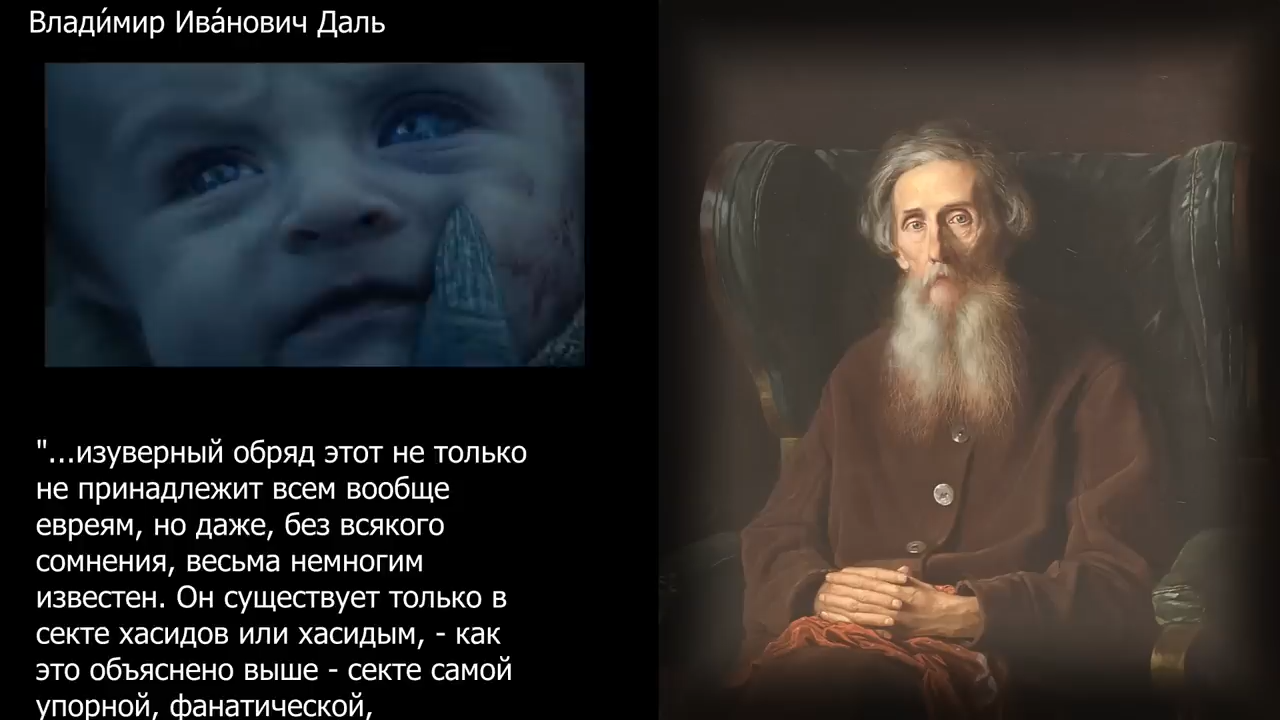 Влади́мир Ива́нович Даль
"...изуверный обряд этот не только
не принадлежит всем вообще
евреям, но даже, без всякого
сомнения, весьма немногим
известен. Он существует только в
секте хасидов или хасидым, - как
это объяснено выше - секте самой
упорной, фанатической,